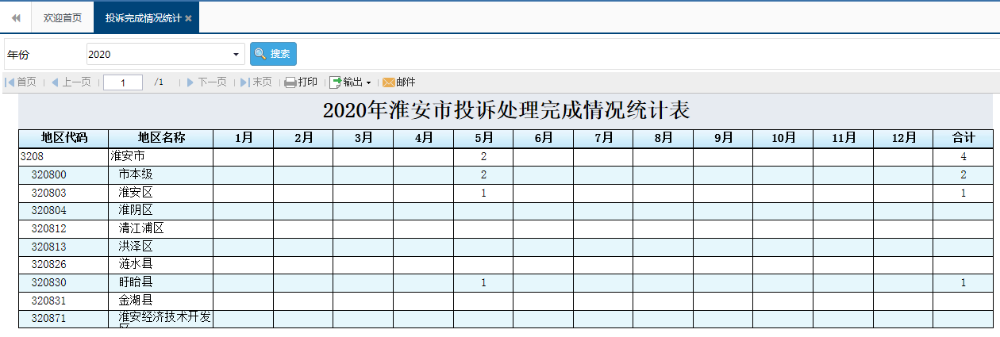 欢迎首页 投诉完成情况统计
年份 2020 搜索
首页 上一页 1 /1 下一页 末页 打印 输出 邮件
2020年淮安市投诉处理完成情况统计表
地区代码 地区名称 1月 2月 3月 4月 5月 6月 7月 8月 9月 10月 11月 12月 合计
3208 淮安市 2 4
320800 市本级 2 2
320803 淮安区 1 1
320804 淮阴区
320812 清江浦区
320813 洪泽区
320826 涟水县
320830 盱眙县 1 1
320831 金湖县
320871 淮安经济技术开发
区